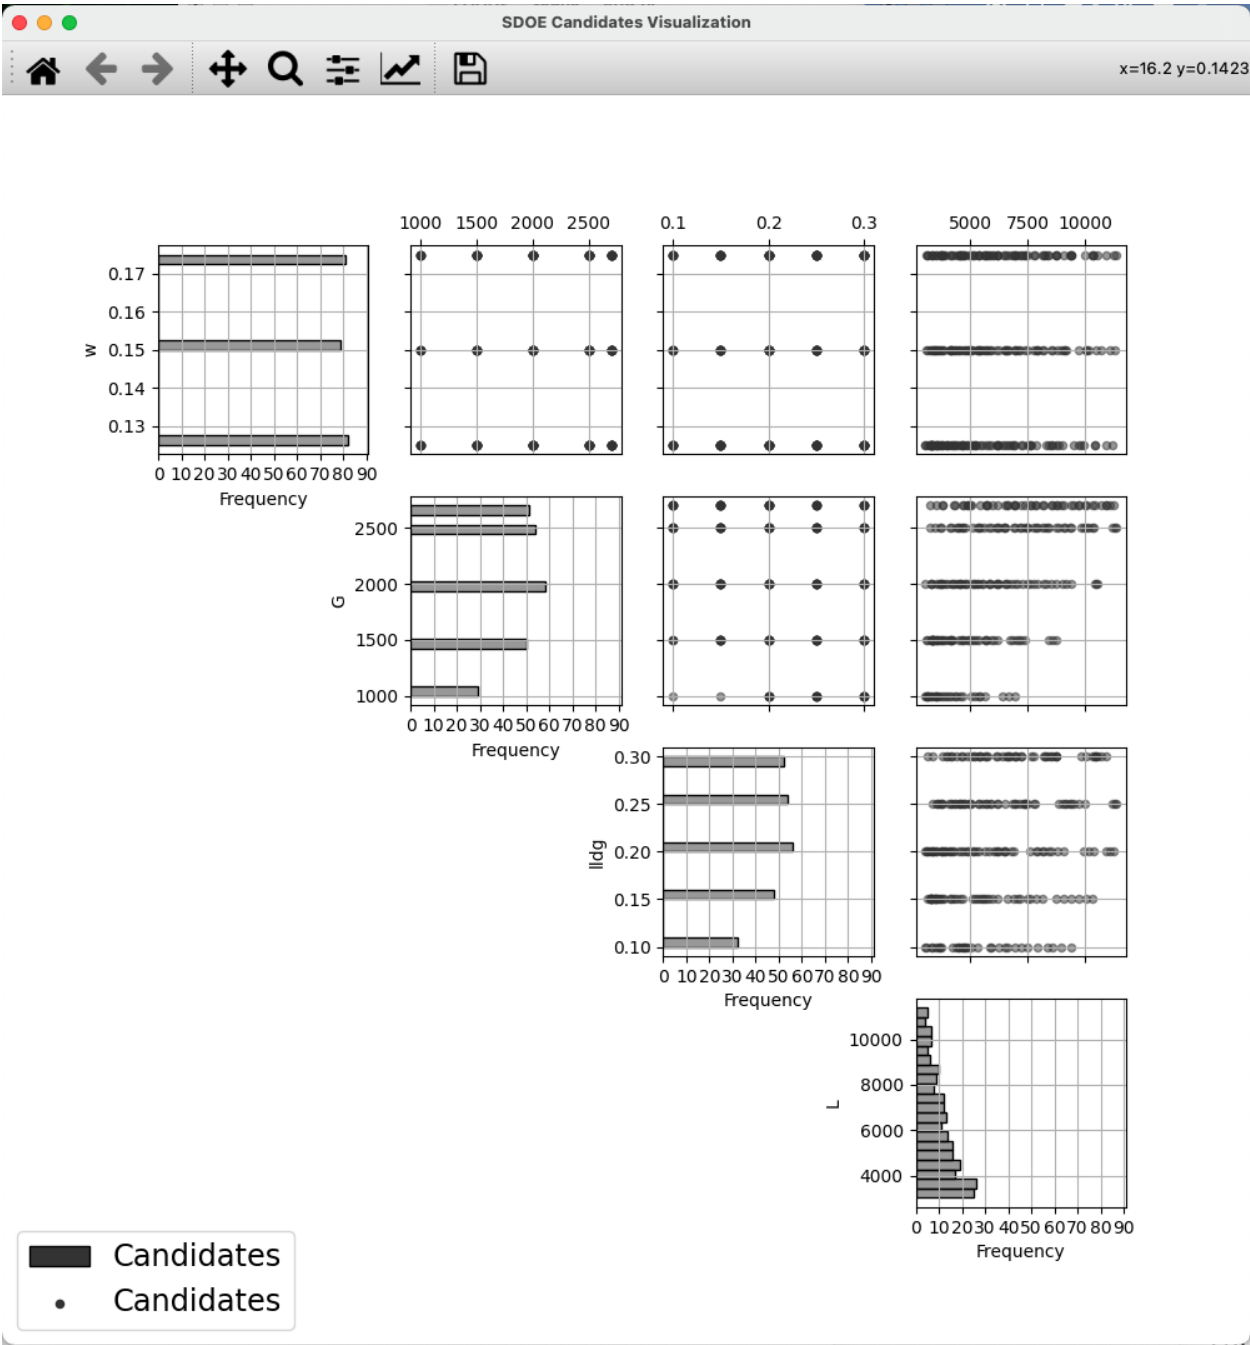 SDOE Candidates Visualization
x=16.2 y=0.1423
1000 1500 2000 2500
0.1 0.2 0.3
5000 7500 10000
0.17
0.16
0.15
0.14
0.13
w
0 10 20 30 40 50 60 70 80 90
Frequency
2500
2000
1500
1000
G
0 10 20 30 40 50 60 70 80 90
Frequency
0.30
0.25
0.20
0.15
0.10
lldg
0 10 20 30 40 50 60 70 80 90
Frequency
10000
8000
6000
4000
L
0 10 20 30 40 50 60 70 80 90
Frequency
Candidates
Candidates